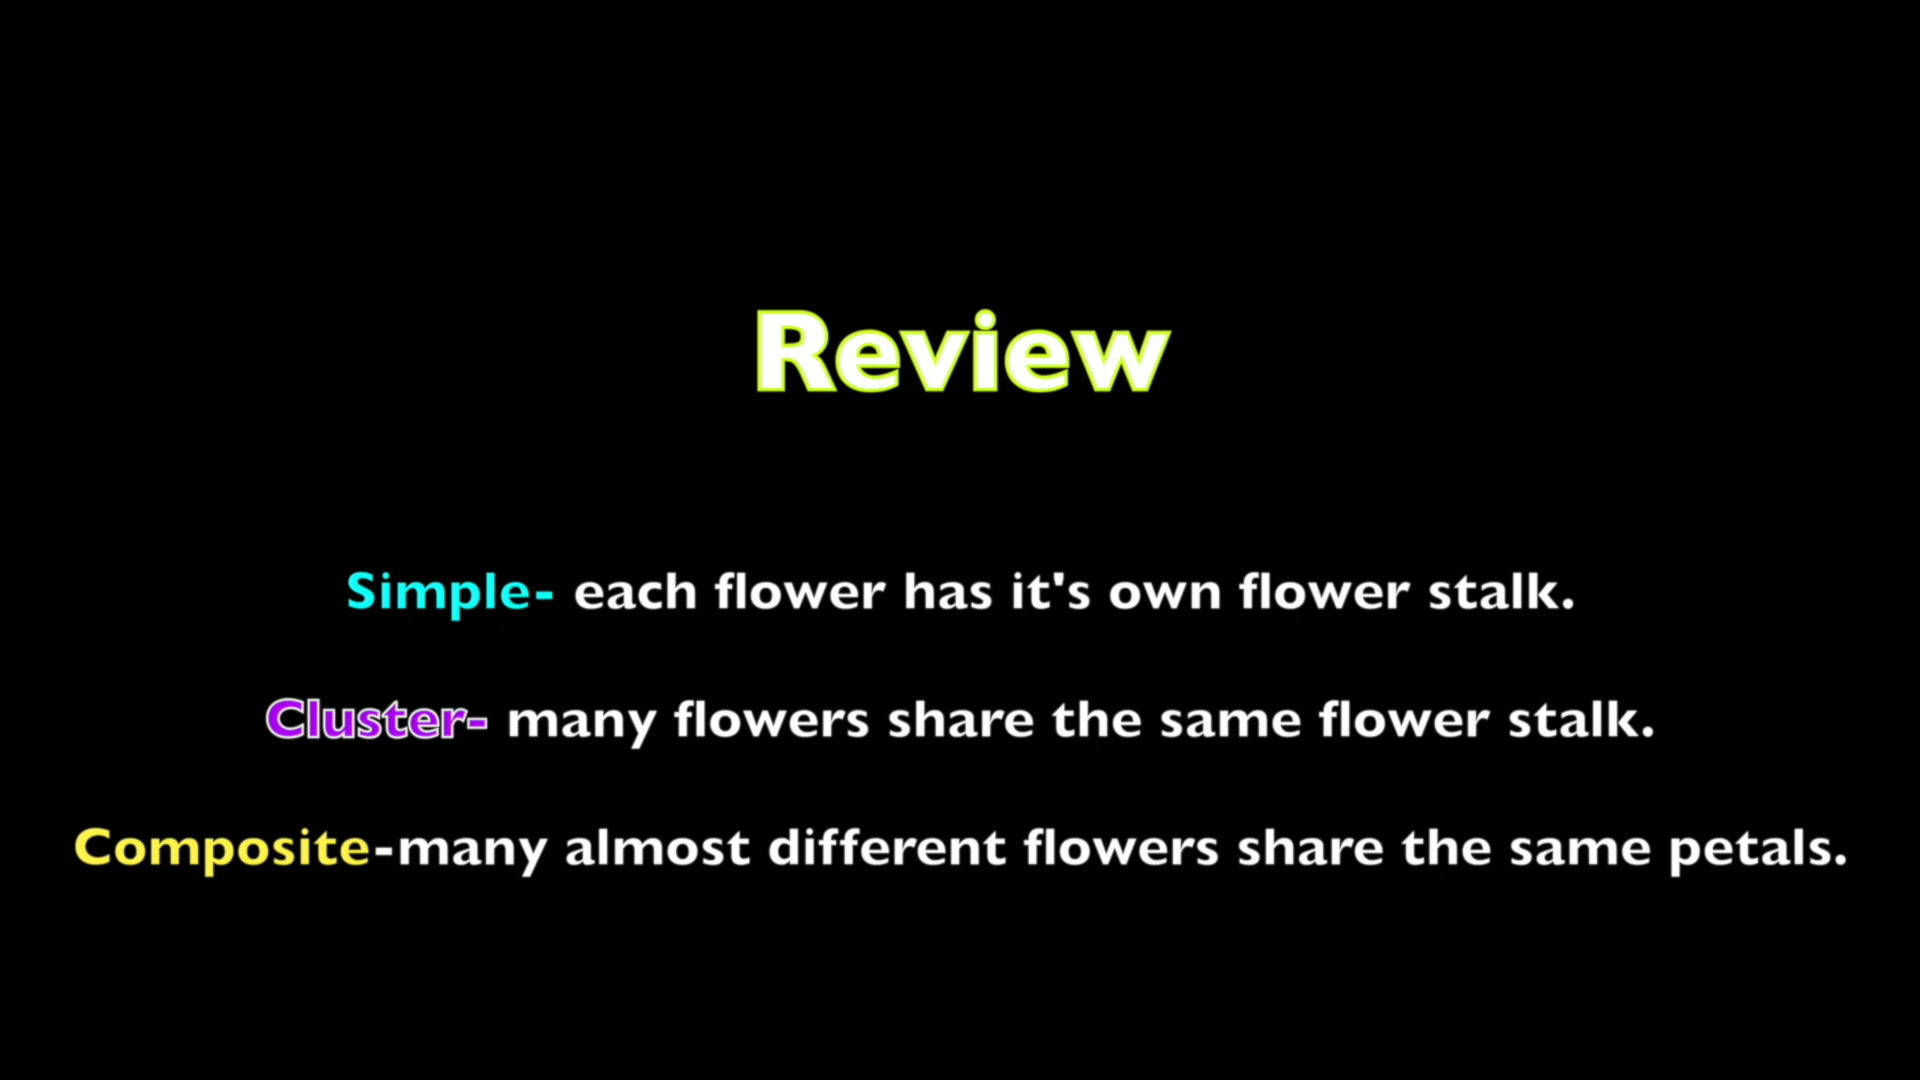 Review
Simple- each flower has it's own flower stalk.
Cluster- many flowers share the same flower stalk.
Composite-many almost different flowers share the same petals.